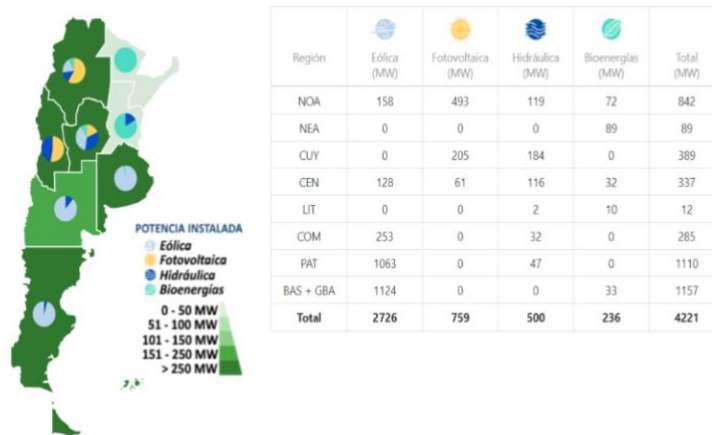 POTENCIA INSTALADA
Eólica
Fotovoltaica
Hidráulica
Bioenergías
0 - 50 MW
51 - 100 MW
101 - 150 MW
151 - 250 MW
> 250 MW
Región Eólica (MW) Fotovoltaica (MW) Hidráulica (MW) Bioenergías (MW) Total (MW)
NOA 158 493 119 72 842
NEA 0 0 0 89 89
CUY 0 205 184 0 389
CEN 128 61 116 32 337
LIT 0 0 2 10 12
COM 253 0 32 0 285
PAT 1063 0 47 0 1110
BAS + GBA 1124 0 0 33 1157
Total 2726 759 500 236 4221